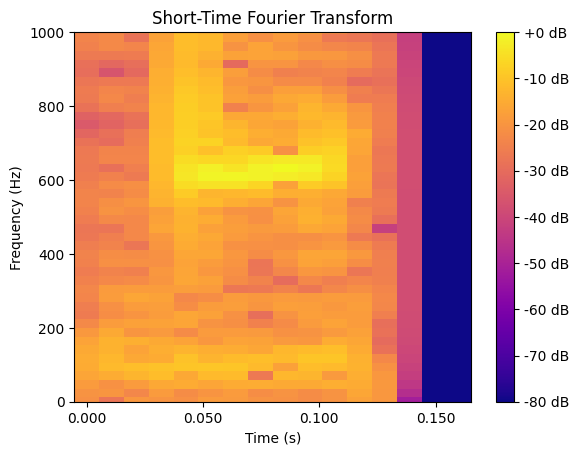 Short-Time Fourier Transform
1000
800
600
400
200
0
Frequency (Hz)
0.000
0.050
0.100
0.150
Time (s)
+0 dB
-10 dB
-20 dB
-30 dB
-40 dB
-50 dB
-60 dB
-70 dB
-80 dB